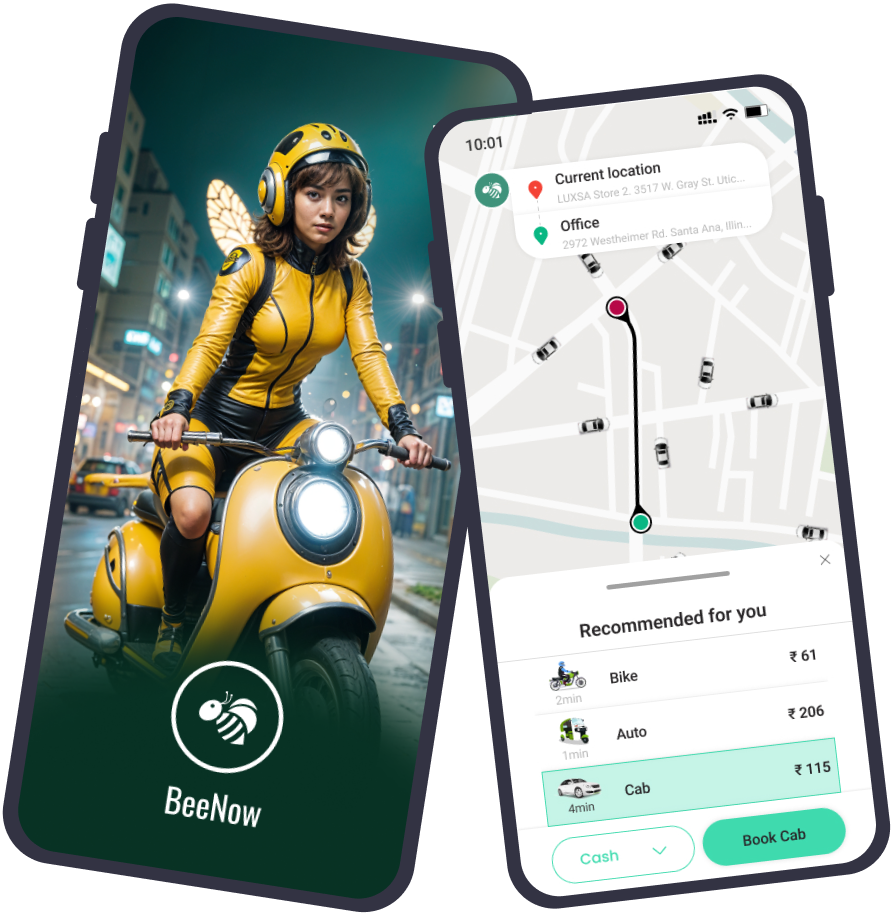 BeeNow
10:01
Current location
LUXSA Store 2. 3517 W. Gray St. Utic...
Office
2972 Westheimer Rd. Santa Ana, Illin...
Recommended for you
Bike ₹ 61
2min
Auto ₹ 206
1min
Cab ₹ 115
4min
Cash
Book Cab